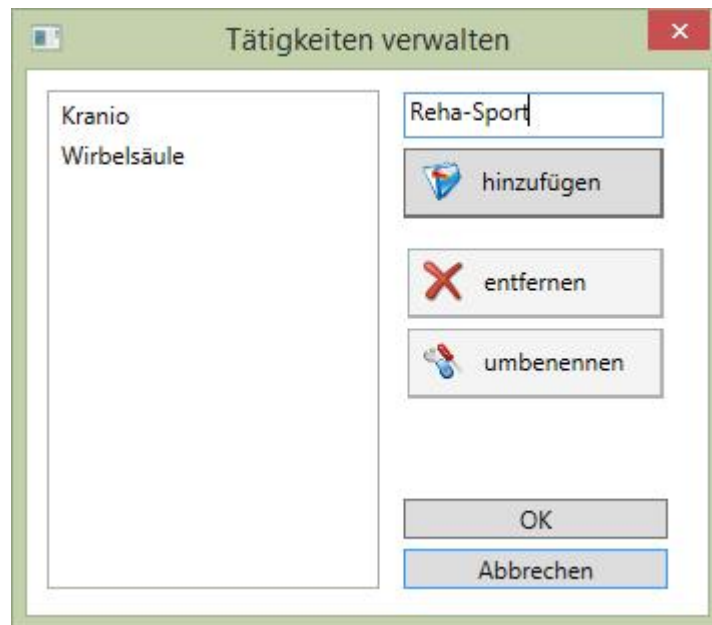 Tätigkeiten verwalten
Kranio
Wirbelsäule
Reha-Sport
hinzufügen
entfernen
umbenennen
OK
Abbrechen